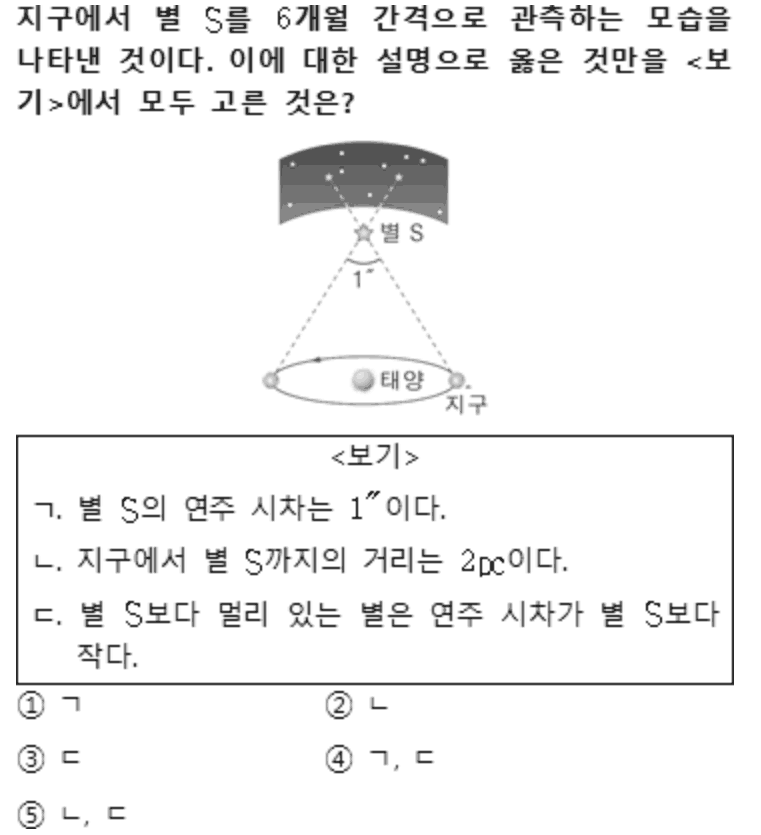 지구에서 별 S를 6개월 간격으로 관측하는 모습을
나타낸 것이다. 이에 대한 설명으로 옳은 것만을 <보
기>에서 모두 고른 것은?
별 S
1″
태양
지구
<보기>
ㄱ. 별 S의 연주 시차는 1″이다.
ㄴ. 지구에서 별 S까지의 거리는 2pc이다.
ㄷ. 별 S보다 멀리 있는 별은 연주 시차가 별 S보다
작다.
① ㄱ ② ㄴ
③ ㄷ ④ ㄱ, ㄷ
⑤ ㄴ, ㄷ